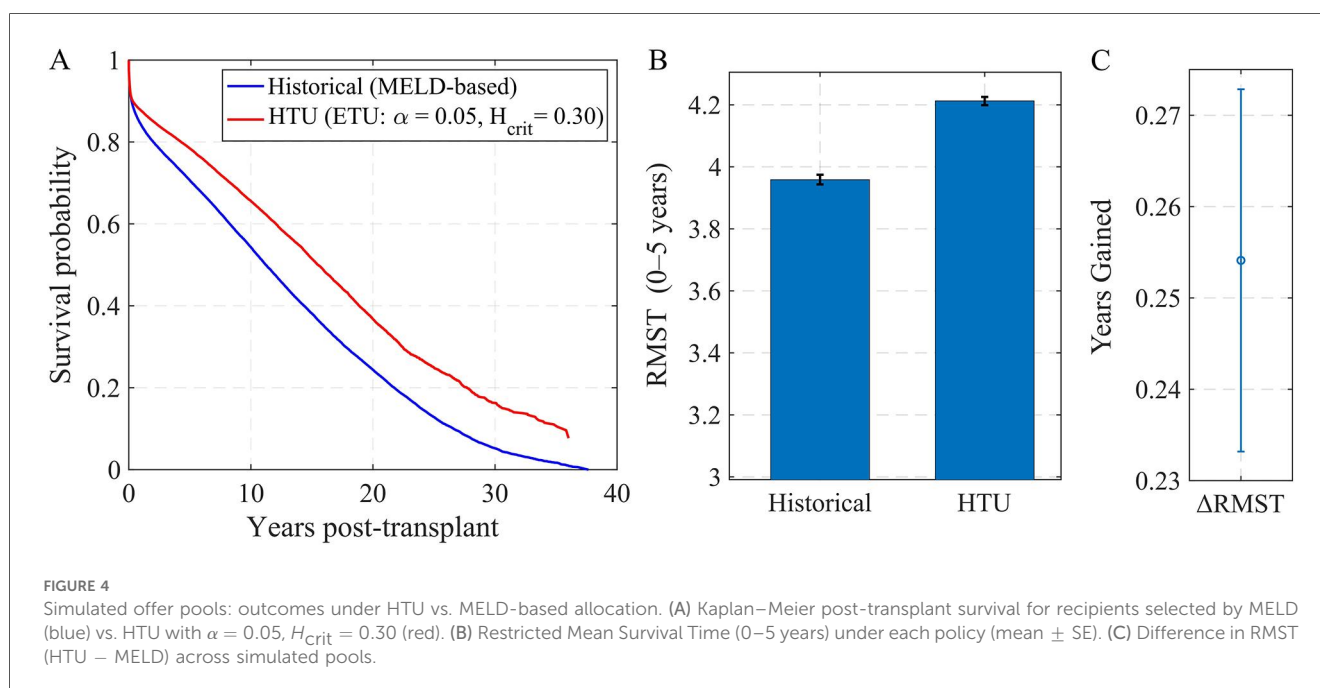 A
1
0.8
0.6
0.4
0.2
0
Survival probability
Historical (MELD-based)
HTU (ETU: α = 0.05, H_crit = 0.30)
0 10 20 30 40
Years post-transplant
B
4.2
4
3.8
3.6
3.4
3.2
3
RMST (0–5 years)
Historical HTU
C
0.27
0.26
0.25
0.24
0.23
Years Gained
ΔRMST
FIGURE 4
Simulated offer pools: outcomes under HTU vs. MELD-based allocation. (A) Kaplan–Meier post-transplant survival for recipients selected by MELD
(blue) vs. HTU with α = 0.05, H_crit = 0.30 (red). (B) Restricted Mean Survival Time (0–5 years) under each policy (mean ± SE). (C) Difference in RMST
(HTU − MELD) across simulated pools.